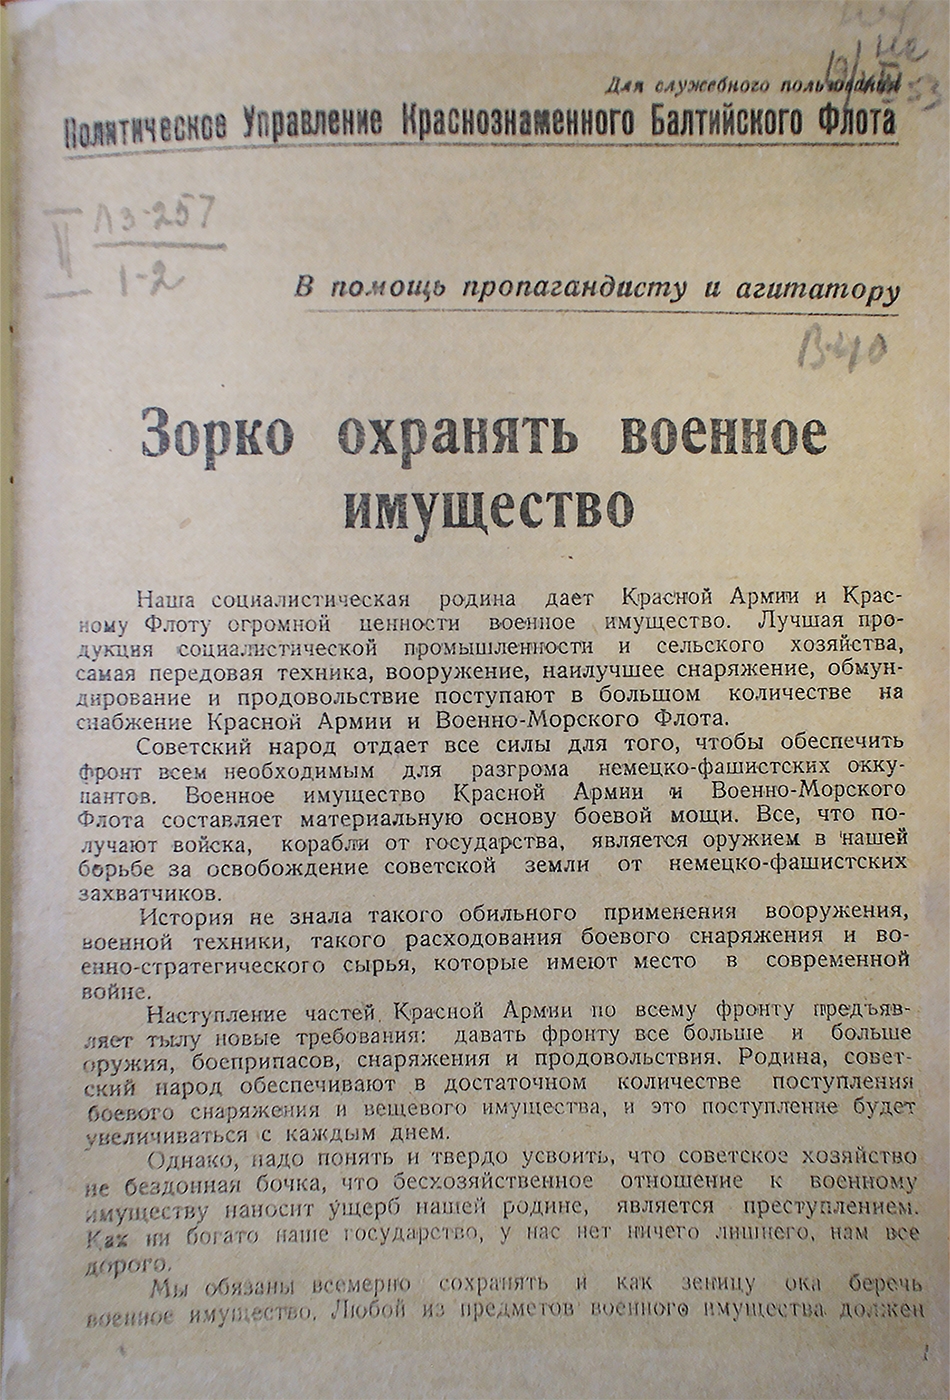 Для служебного пользования
Политическое Управление Краснознаменного Балтийского Флота
II ЛЗ-257
1-2
В помощь пропагандисту и агитатору
В-40
Зорко охранять военное
имущество
Наша социалистическая родина дает Красной Армии и Крас-
ному Флоту огромной ценности военное имущество. Лучшая про-
дукция социалистической промышленности и сельского хозяйства,
самая передовая техника, вооружение, наилучшее снаряжение, обмун-
дирование и продовольствие поступают в большом количестве на
снабжение Красной Армии и Военно-Морского Флота.
Советский народ отдает все силы для того, чтобы обеспечить
фронт всем необходимым для разгрома немецко-фашистских окку-
пантов. Военное имущество Красной Армии и Военно-Морского
Флота составляет материальную основу боевой мощи. Все, что по-
лучают войска, корабли от государства, является оружием в нашей
борьбе за освобождение советской земли от немецко-фашистских
захватчиков.
История не знала такого обильного применения вооружения,
военной техники, такого расходования боевого снаряжения и во-
енно-стратегического сырья, которые имеют место в современной
войне.
Наступление частей Красной Армии по всему фронту предъяв-
ляет тылу новые требования: давать фронту все больше и больше
оружия, боеприпасов, снаряжения и продовольствия. Родина, совет-
ский народ обеспечивают в достаточном количестве поступления
боевого снаряжения и вещевого имущества, и это поступление будет
увеличиваться с каждым днем.
Однако, надо понять и твердо усвоить, что советское хозяйство
не бездонная бочка, что бесхозяйственное отношение к военному
имуществу наносит ущерб нашей родине, является преступлением.
Как ни богато наше государство, у нас нет ничего лишнего, нам все
дорого.
Мы обязаны всемерно сохранять и как зеницу ока беречь
военное имущество. Любой из предметов военного имущества должен
1